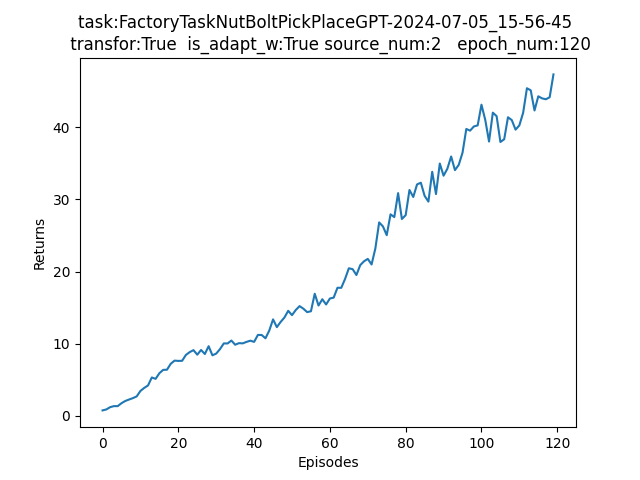 task:FactoryTaskNutBoltPickPlaceGPT-2024-07-05_15-56-45
transfor:True  is_adapt_w:True source_num:2   epoch_num:120
Returns
40
30
20
10
0
0 20 40 60 80 100 120
Episodes